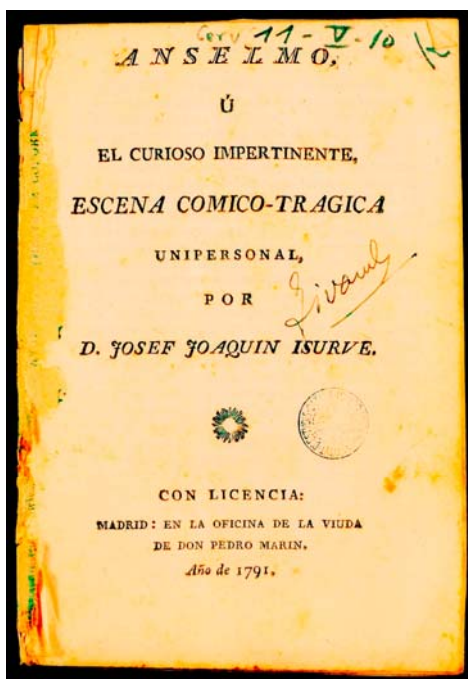 Cerv 11-V-10
ANSELMO,
Ú
EL CURIOSO IMPERTINENTE,
ESCENA COMICO-TRAGICA
UNIPERSONAL,
POR
D. JOSEF JOAQUIN ISURVE.
CON LICENCIA:
MADRID: EN LA OFICINA DE LA VIUDA
DE DON PEDRO MARIN.
Año de 1791.